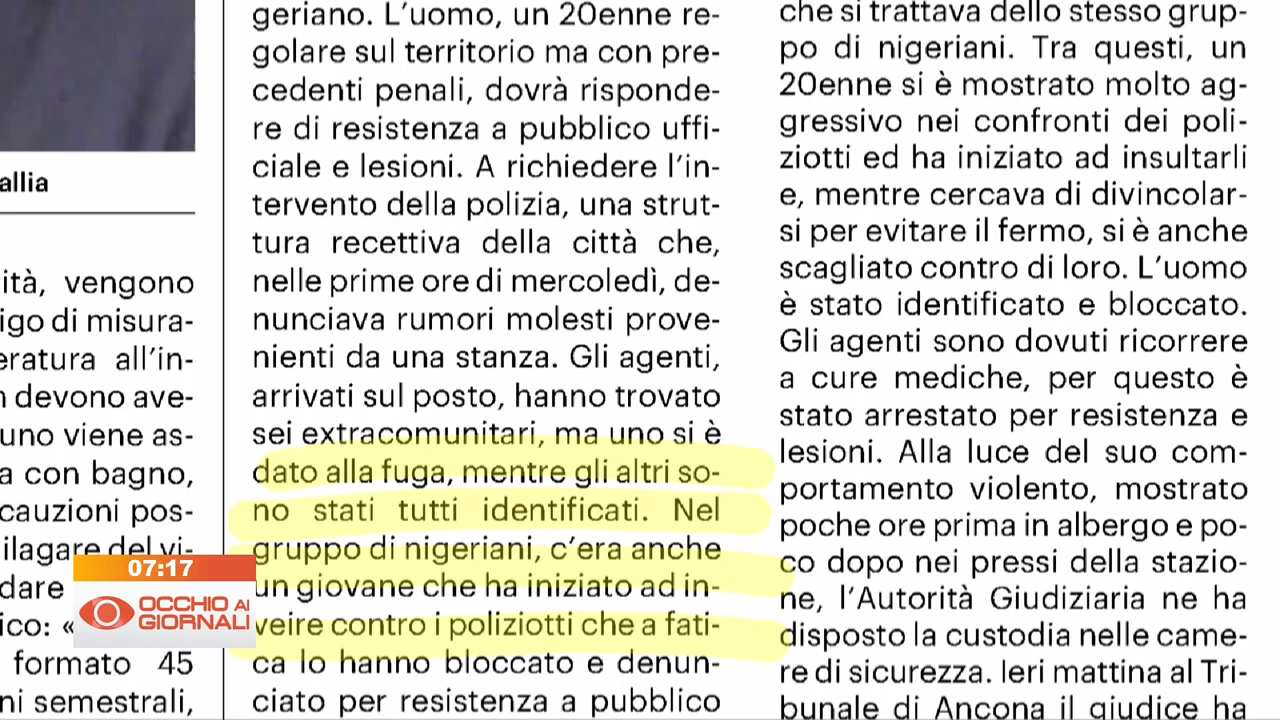 allia
ità, vengono
igo di misura-
eratura all'in-
n devono ave-
uno viene as-
a con bagno,
cauzioni pos-
ilagare del vi-
dare
ico: «
formato 45
ni semestrali,
07:17
OCCHIO AI
GIORNALI
geriano. L'uomo, un 20enne re-
golare sul territorio ma con pre-
cedenti penali, dovrà risponde-
re di resistenza a pubblico uffi-
ciale e lesioni. A richiedere l'in-
tervento della polizia, una strut-
tura recettiva della città che,
nelle prime ore di mercoledì, de-
nunciava rumori molesti prove-
nienti da una stanza. Gli agenti,
arrivati sul posto, hanno trovato
sei extracomunitari, ma uno si è
dato alla fuga, mentre gli altri so-
no stati tutti identificati. Nel
gruppo di nigeriani, c'era anche
un giovane che ha iniziato ad in-
veire contro i poliziotti che a fati-
ca lo hanno bloccato e denun-
ciato per resistenza a pubblico
che si trattava dello stesso grup-
po di nigeriani. Tra questi, un
20enne si è mostrato molto ag-
gressivo nei confronti dei poli-
ziotti ed ha iniziato ad insultarli
e, mentre cercava di divincolar-
si per evitare il fermo, si è anche
scagliato contro di loro. L'uomo
è stato identificato e bloccato.
Gli agenti sono dovuti ricorrere
a cure mediche, per questo è
stato arrestato per resistenza e
lesioni. Alla luce del suo com-
portamento violento, mostrato
poche ore prima in albergo e po-
co dopo nei pressi della stazio-
ne, l'Autorità Giudiziaria ne ha
disposto la custodia nelle came-
re di sicurezza. Ieri mattina al Tri-
bunale di Ancona il giudice ha